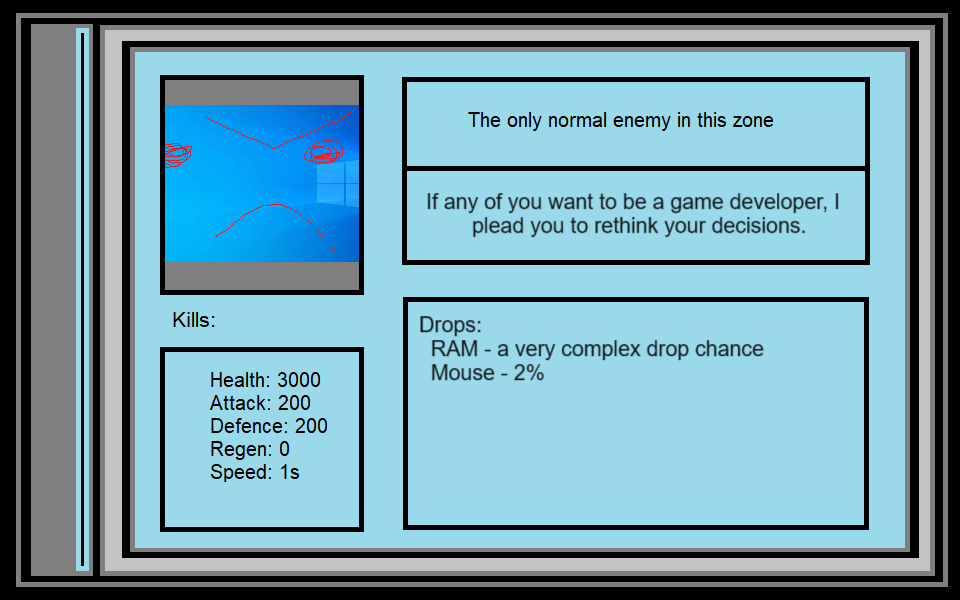 The only normal enemy in this zone
If any of you want to be a game developer, I
plead you to rethink your decisions.
Kills:
Health: 3000
Attack: 200
Defence: 200
Regen: 0
Speed: 1s
Drops:
RAM - a very complex drop chance
Mouse - 2%